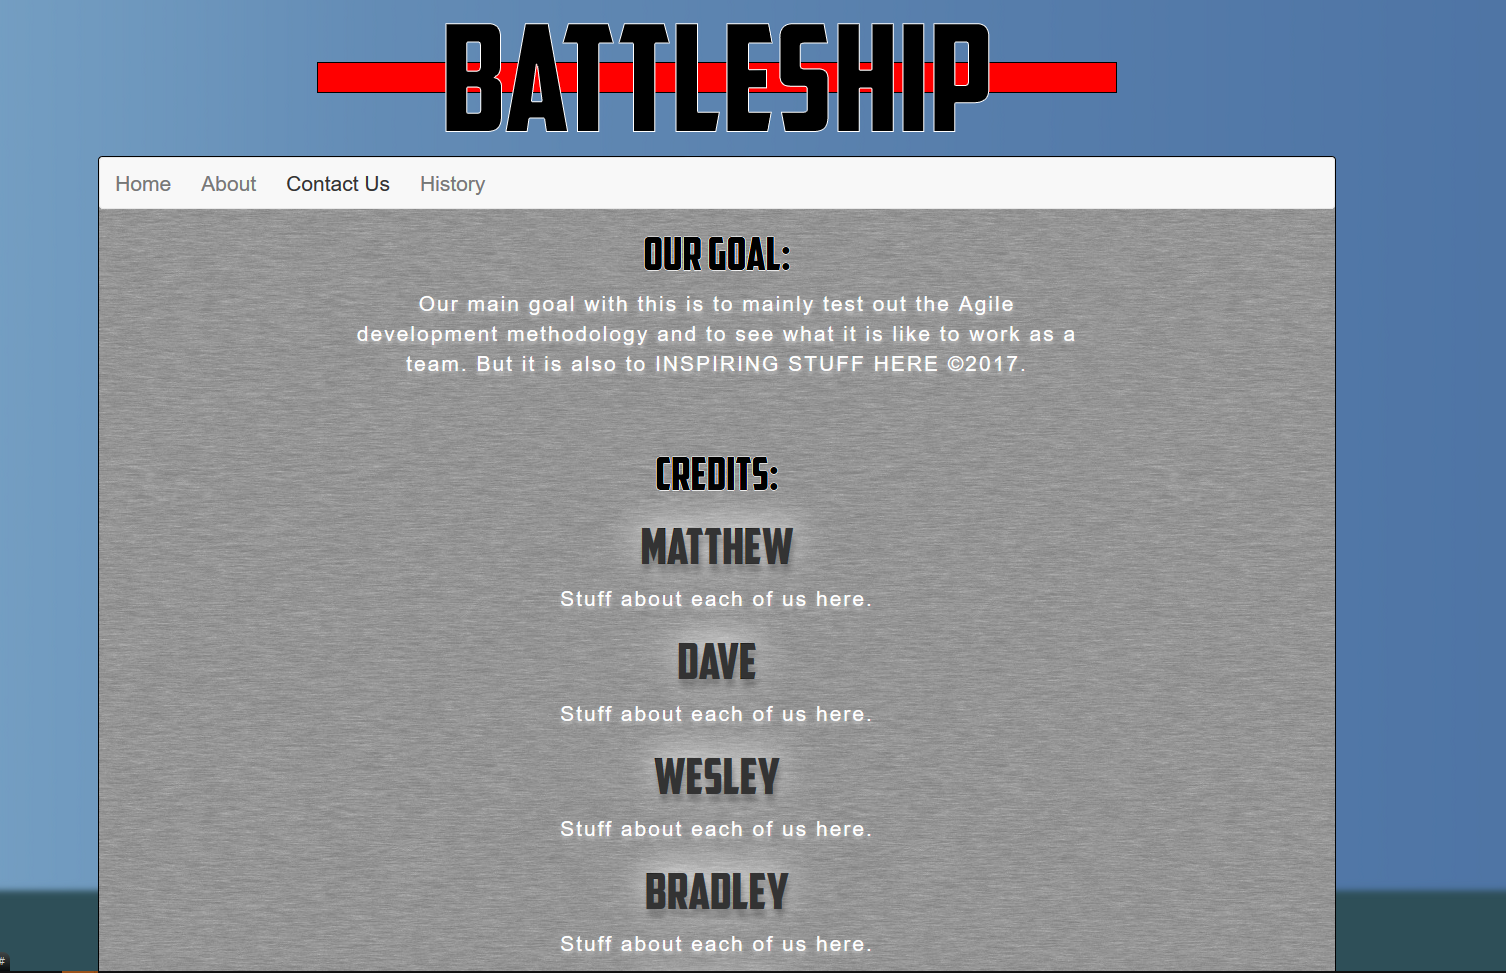 BATTLESHIP
Home About Contact Us History
OUR GOAL:
Our main goal with this is to mainly test out the Agile
development methodology and to see what it is like to work as a
team. But it is also to INSPIRING STUFF HERE ©2017.
CREDITS:
MATTHEW
Stuff about each of us here.
DAVE
Stuff about each of us here.
WESLEY
Stuff about each of us here.
BRADLEY
Stuff about each of us here.
#